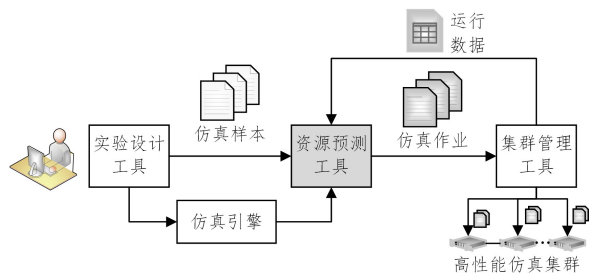 运行
数据
仿真样本
仿真作业
实验设计
工具
资源预测
工具
集群管理
工具
仿真引擎
高性能仿真集群